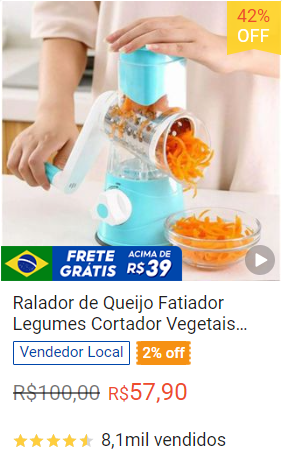 42%
OFF
FRETE GRÁTIS ACIMA DE R$39
Ralador de Queijo Fatiador
Legumes Cortador Vegetais...
Vendedor Local 2% off
R$100,00 R$57,90
8,1mil vendidos